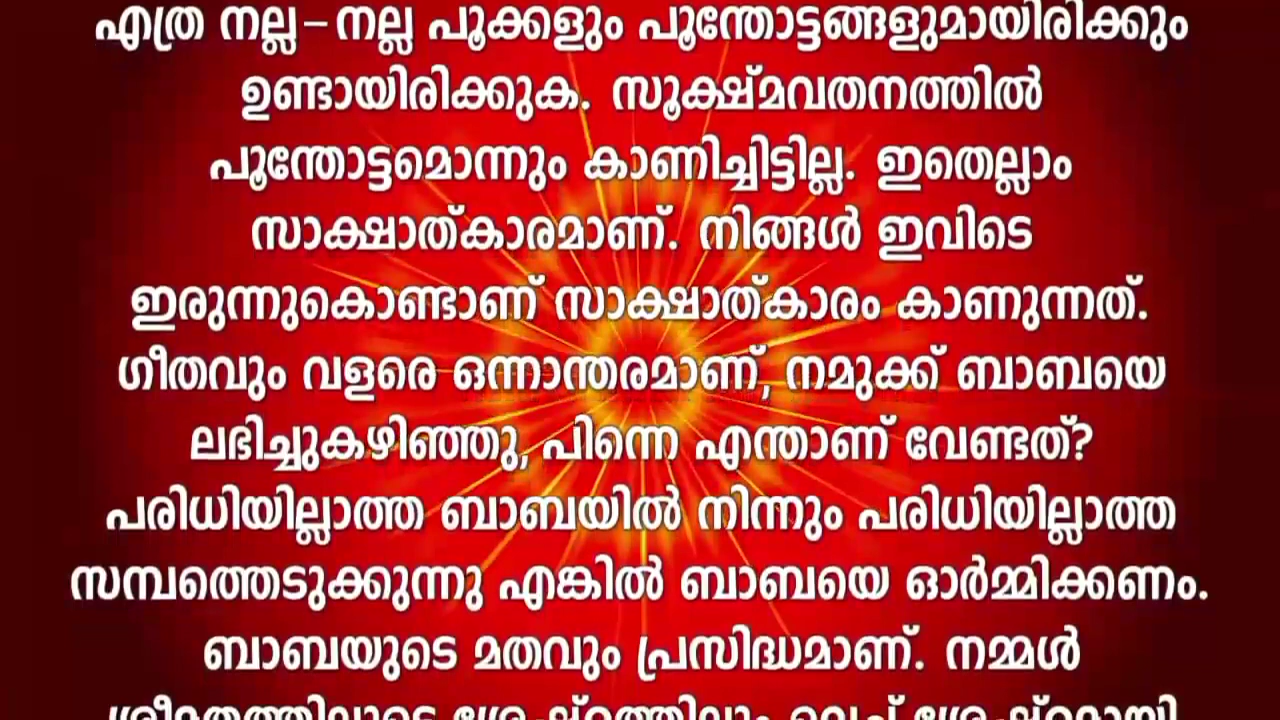 എത്ര നല്ല – നല്ല പൂക്കളും പൂന്തോട്ടങ്ങളുമായിരിക്കും
ഉണ്ടായിരിക്കുക. സൂക്ഷ്മവതനത്തിൽ
പൂന്തോട്ടമൊന്നും കാണിച്ചിട്ടില്ല. ഇതെല്ലാം
സാക്ഷാത്കാരമാണ്. നിങ്ങൾ ഇവിടെ
ഇരുന്നുകൊണ്ടാണ് സാക്ഷാത്കാരം കാണുന്നത്.
ഗീതവും വളരെ ഒന്നാന്തരമാണ്, നമുക്ക് ബാബയെ
ലഭിച്ചുകഴിഞ്ഞു, പിന്നെ എന്താണ് വേണ്ടത്?
പരിധിയില്ലാത്ത ബാബയിൽ നിന്നും പരിധിയില്ലാത്ത
സമ്പത്തെടുക്കുന്നു എങ്കിൽ ബാബയെ ഓർമ്മിക്കണം.
ബാബയുടെ മതവും പ്രസിദ്ധമാണ്. നമ്മൾ